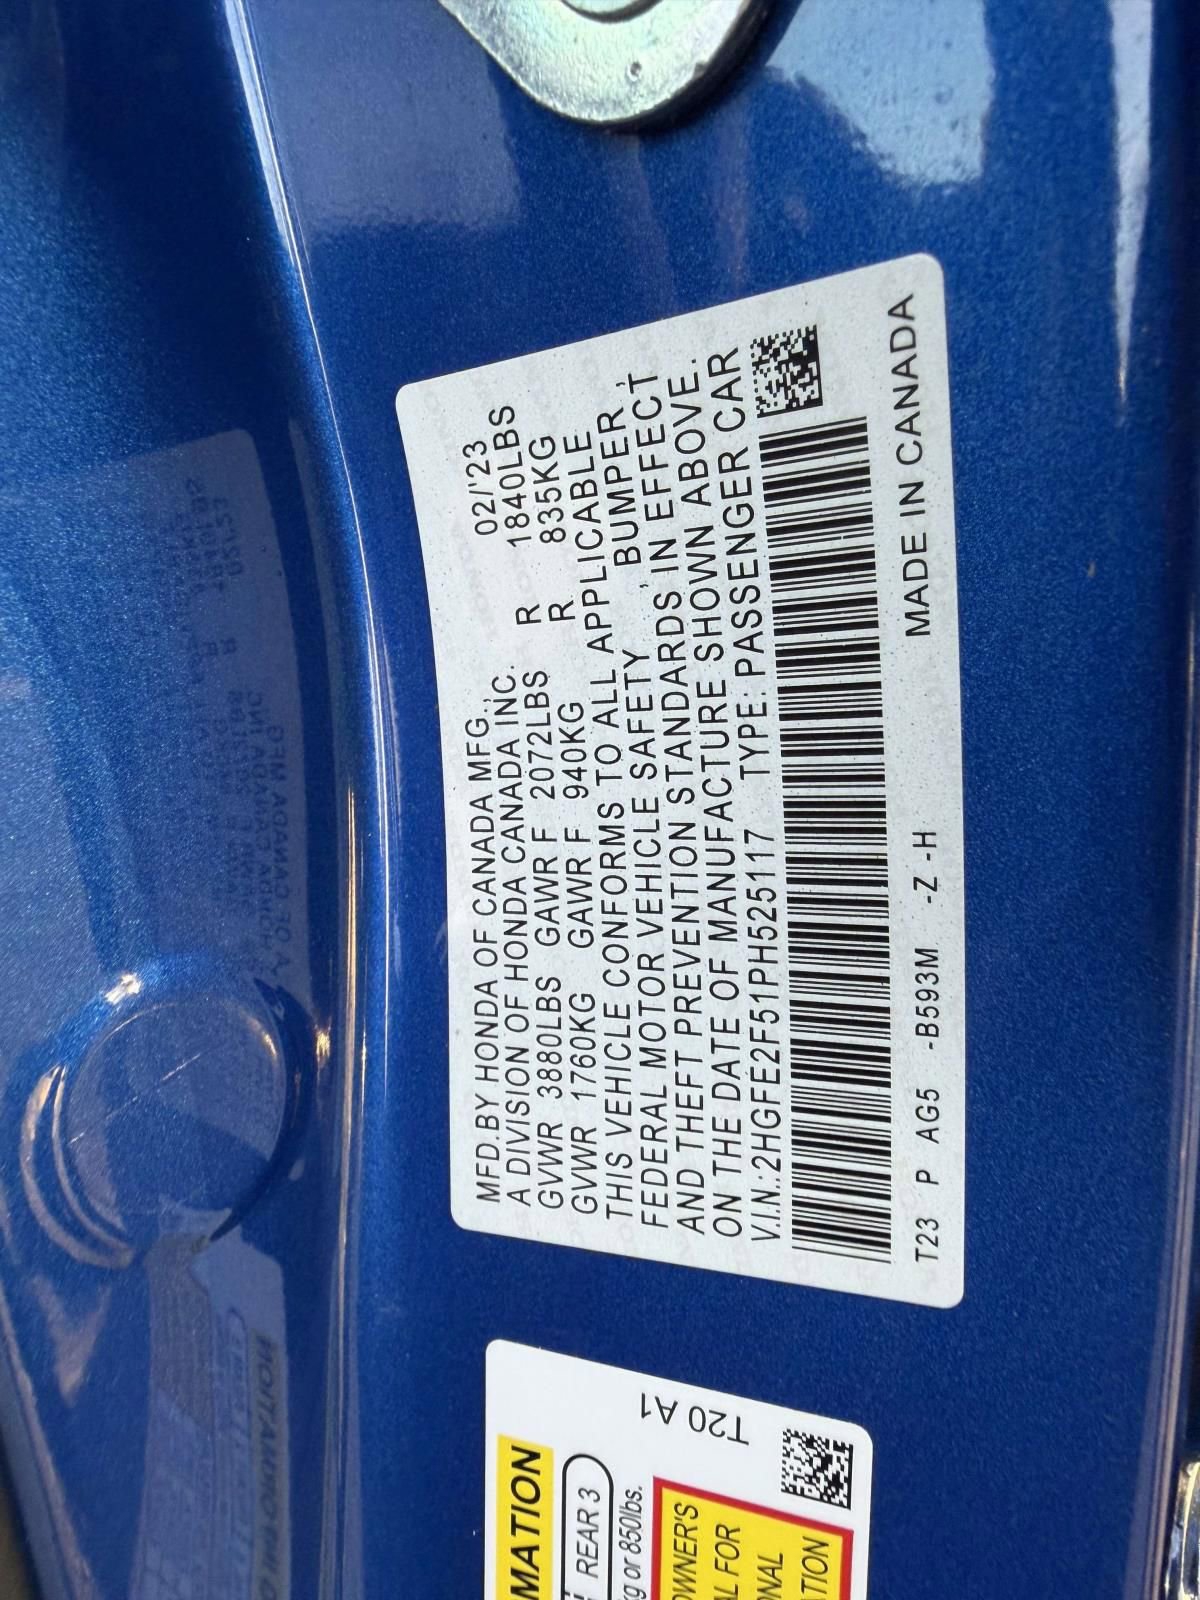 MFD.BY HONDA OF CANADA MFG., 02/'23
A DIVISION OF HONDA CANADA INC.
GVWR 3880LBS GAWR F 2072LBS R 1840LBS
GVWR 1760KG GAWR F 940KG R 835KG
THIS VEHICLE CONFORMS TO ALL APPLICABLE
FEDERAL MOTOR VEHICLE SAFETY , BUMPER ,
AND THEFT PREVENTION STANDARDS IN EFFECT
ON THE DATE OF MANUFACTURE SHOWN ABOVE.
V.I.N.:2HGFE2F51PH525117 TYPE: PASSENGER CAR
T23 P AG5 -B593M -Z -H MADE IN CANADA
T20 A1
MATION
REAR 3
kg or 850lbs.
OWNER'S
AL FOR
ONAL
ATION